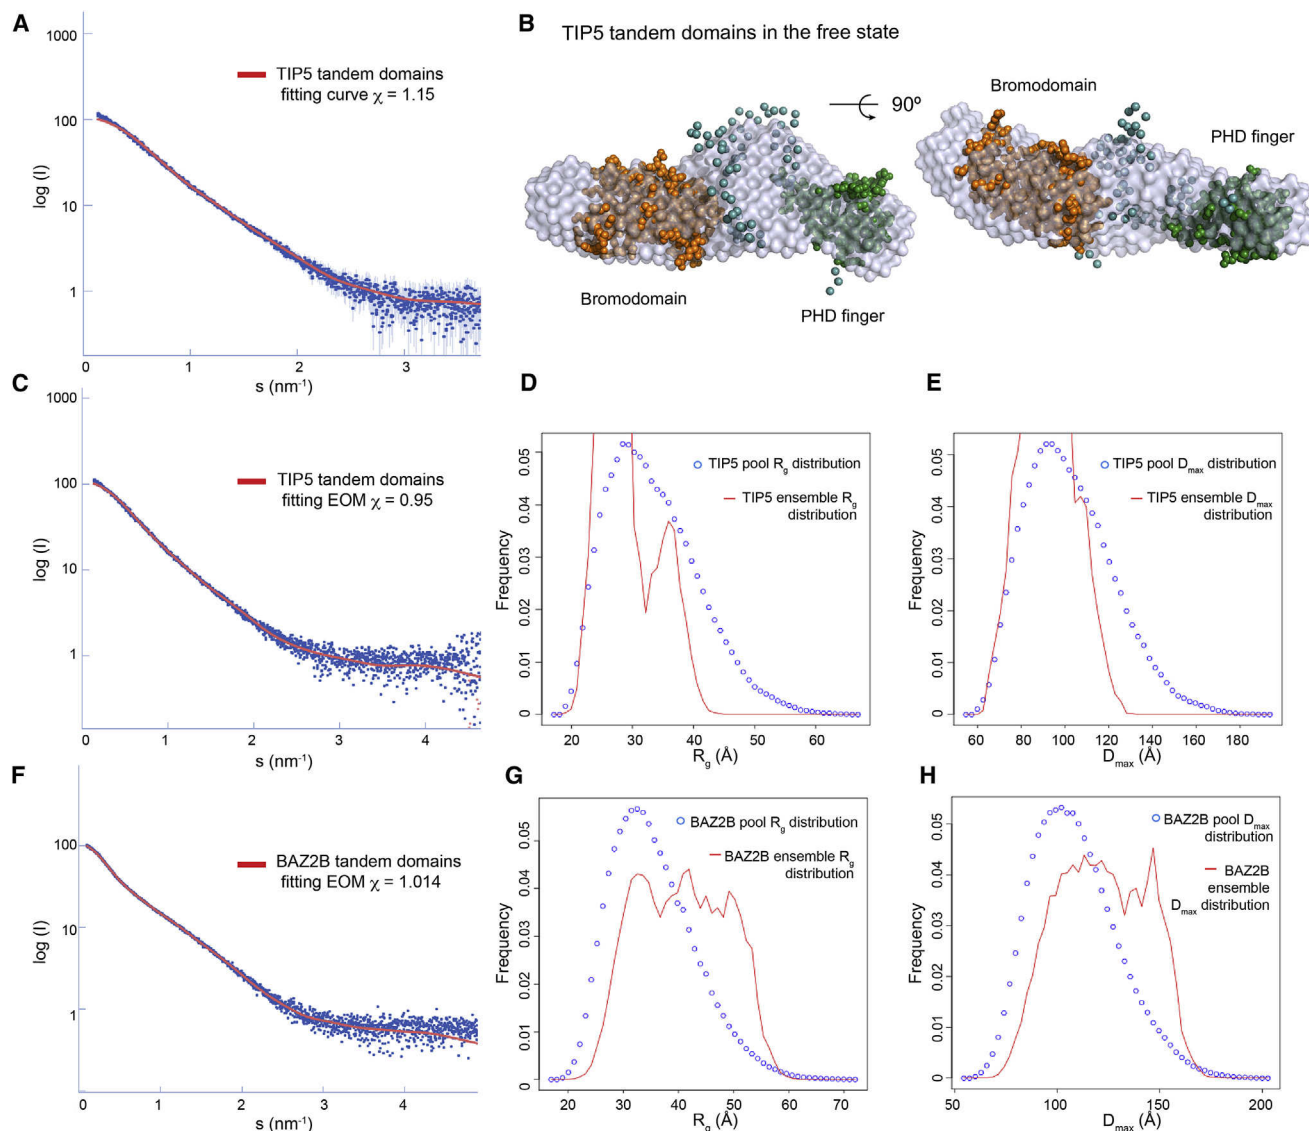 A
1000
100
10
1
log (I)
TIP5 tandem domains
fitting curve χ = 1.15
0
1
2
3
s (nm⁻¹)
B
TIP5 tandem domains in the free state
90º
Bromodomain
PHD finger
Bromodomain
PHD finger
C
1000
100
10
1
log (I)
TIP5 tandem domains
fitting EOM χ = 0.95
0
1
2
3
4
s (nm⁻¹)
D
0.05
0.04
0.03
0.02
0.01
0
Frequency
TIP5 pool Rg distribution
TIP5 ensemble Rg
distribution
20
30
40
50
60
Rg (Å)
E
0.05
0.04
0.03
0.02
0.01
0
Frequency
TIP5 pool Dmax distribution
TIP5 ensemble Dmax
distribution
60
80
100
120
140
160
180
Dmax (Å)
F
100
10
1
log (I)
BAZ2B tandem domains
fitting EOM χ = 1.014
0
1
2
3
4
s (nm⁻¹)
G
0.05
0.04
0.03
0.02
0.01
0
Frequency
BAZ2B pool Rg distribution
BAZ2B ensemble Rg
distribution
20
30
40
50
60
70
Rg (Å)
H
0.05
0.04
0.03
0.02
0.01
0
Frequency
BAZ2B pool Dmax
distribution
BAZ2B
ensemble
Dmax distribution
50
100
150
200
Dmax (Å)